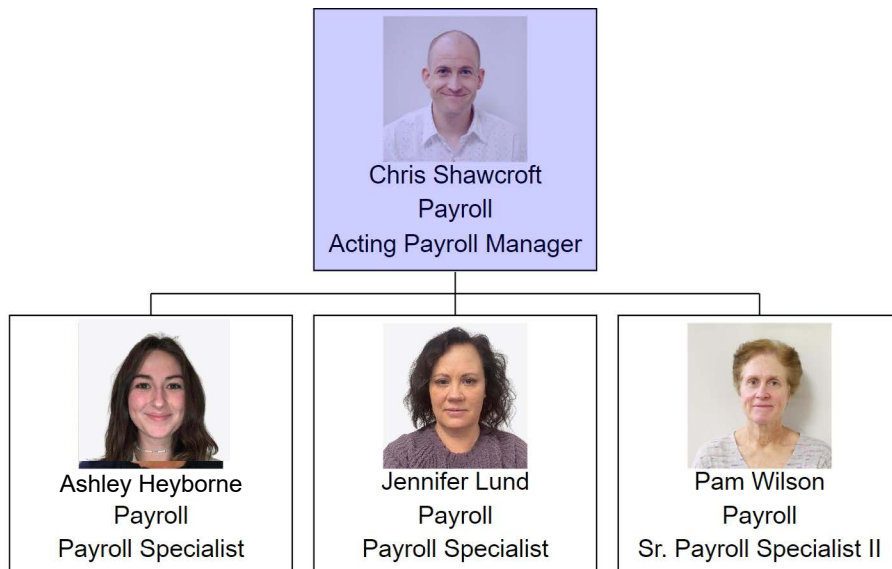 Chris Shawcroft
Payroll
Acting Payroll Manager
Ashley Heyborne
Payroll
Payroll Specialist
Jennifer Lund
Payroll
Payroll Specialist
Pam Wilson
Payroll
Sr. Payroll Specialist II